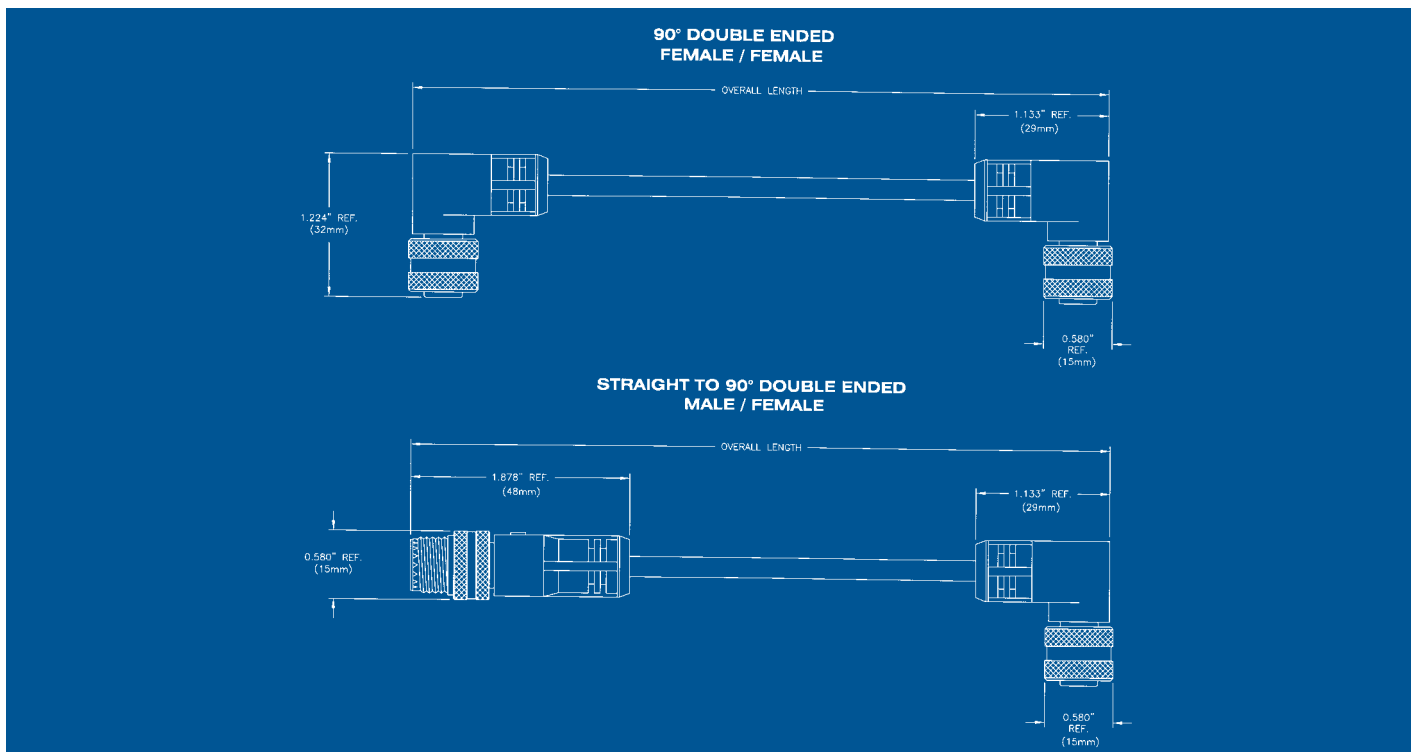 90° DOUBLE ENDED
FEMALE / FEMALE
OVERALL LENGTH
1.133" REF.
(29mm)
1.224" REF.
(32mm)
0.580"
REF.
(15mm)
STRAIGHT TO 90° DOUBLE ENDED
MALE / FEMALE
OVERALL LENGTH
1.878" REF.
(48mm)
1.133" REF.
(29mm)
0.580" REF.
(15mm)
0.580"
REF.
(15mm)